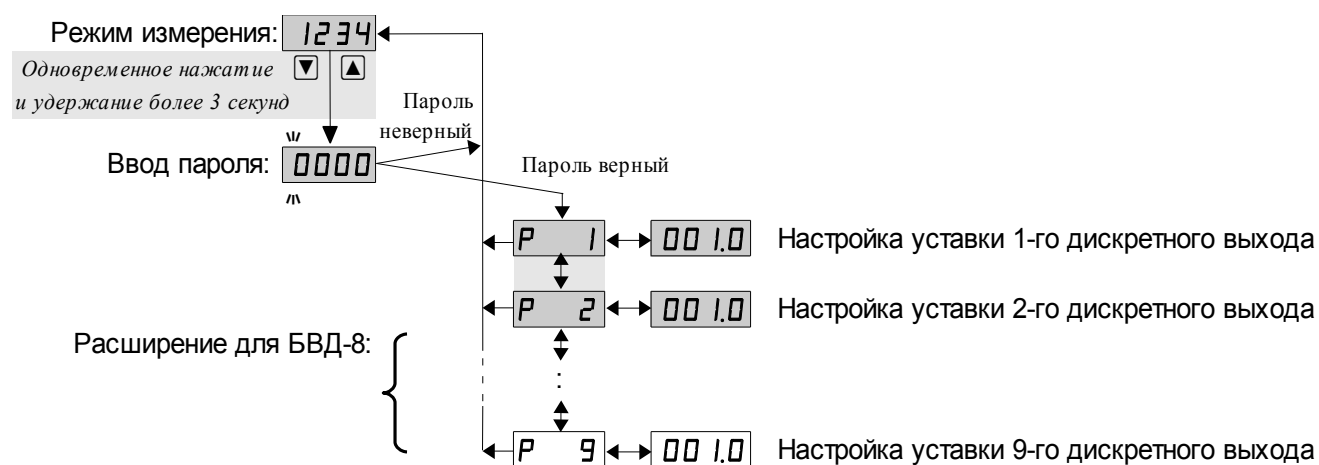 Режим измерения: 1234
Одновременное нажатие
и удержание более 3 секунд
Пароль
неверный
Ввод пароля: 0000
Пароль верный
P 1 001.0 Настройка уставки 1-го дискретного выхода
P 2 001.0 Настройка уставки 2-го дискретного выхода
Расширение для БВД-8:
P 9 001.0 Настройка уставки 9-го дискретного выхода